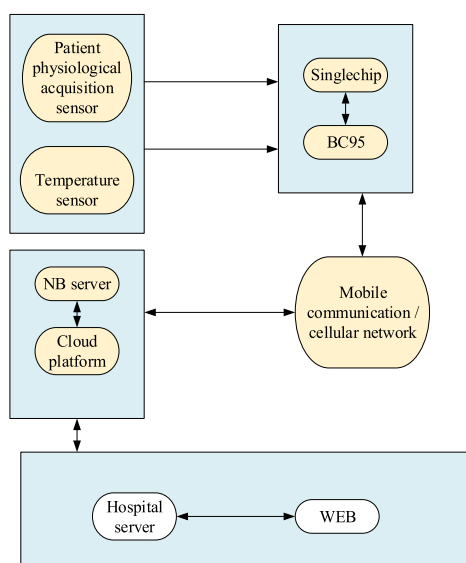 Patient
physiological
acquisition
sensor
Temperature
sensor
Singlechip
BC95
NB server
Cloud
platform
Mobile
communication /
cellular network
Hospital
server
WEB